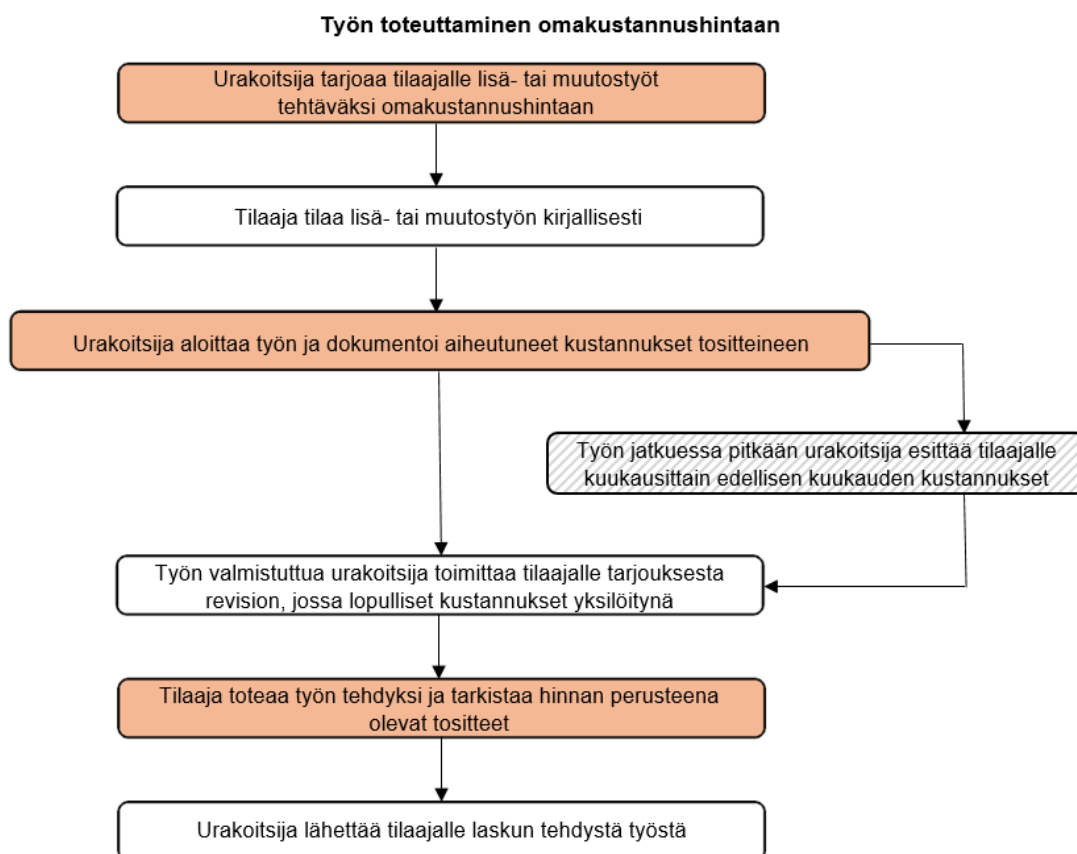 Työn toteuttaminen omakustannushintaan
Urakoitsija tarjoaa tilaajalle lisä- tai muutostyöt
tehtäväksi omakustannushintaan
Tilaaja tilaa lisä- tai muutostyön kirjallisesti
Urakoitsija aloittaa työn ja dokumentoi aiheutuneet kustannukset tositteineen
Työn jatkuessa pitkään urakoitsija esittää tilaajalle
kuukausittain edellisen kuukauden kustannukset
Työn valmistuttua urakoitsija toimittaa tilaajalle tarjouksesta
revision, jossa lopulliset kustannukset yksilöitynä
Tilaaja toteaa työn tehdyksi ja tarkistaa hinnan perusteena
olevat tositteet
Urakoitsija lähettää tilaajalle laskun tehdystä työstä